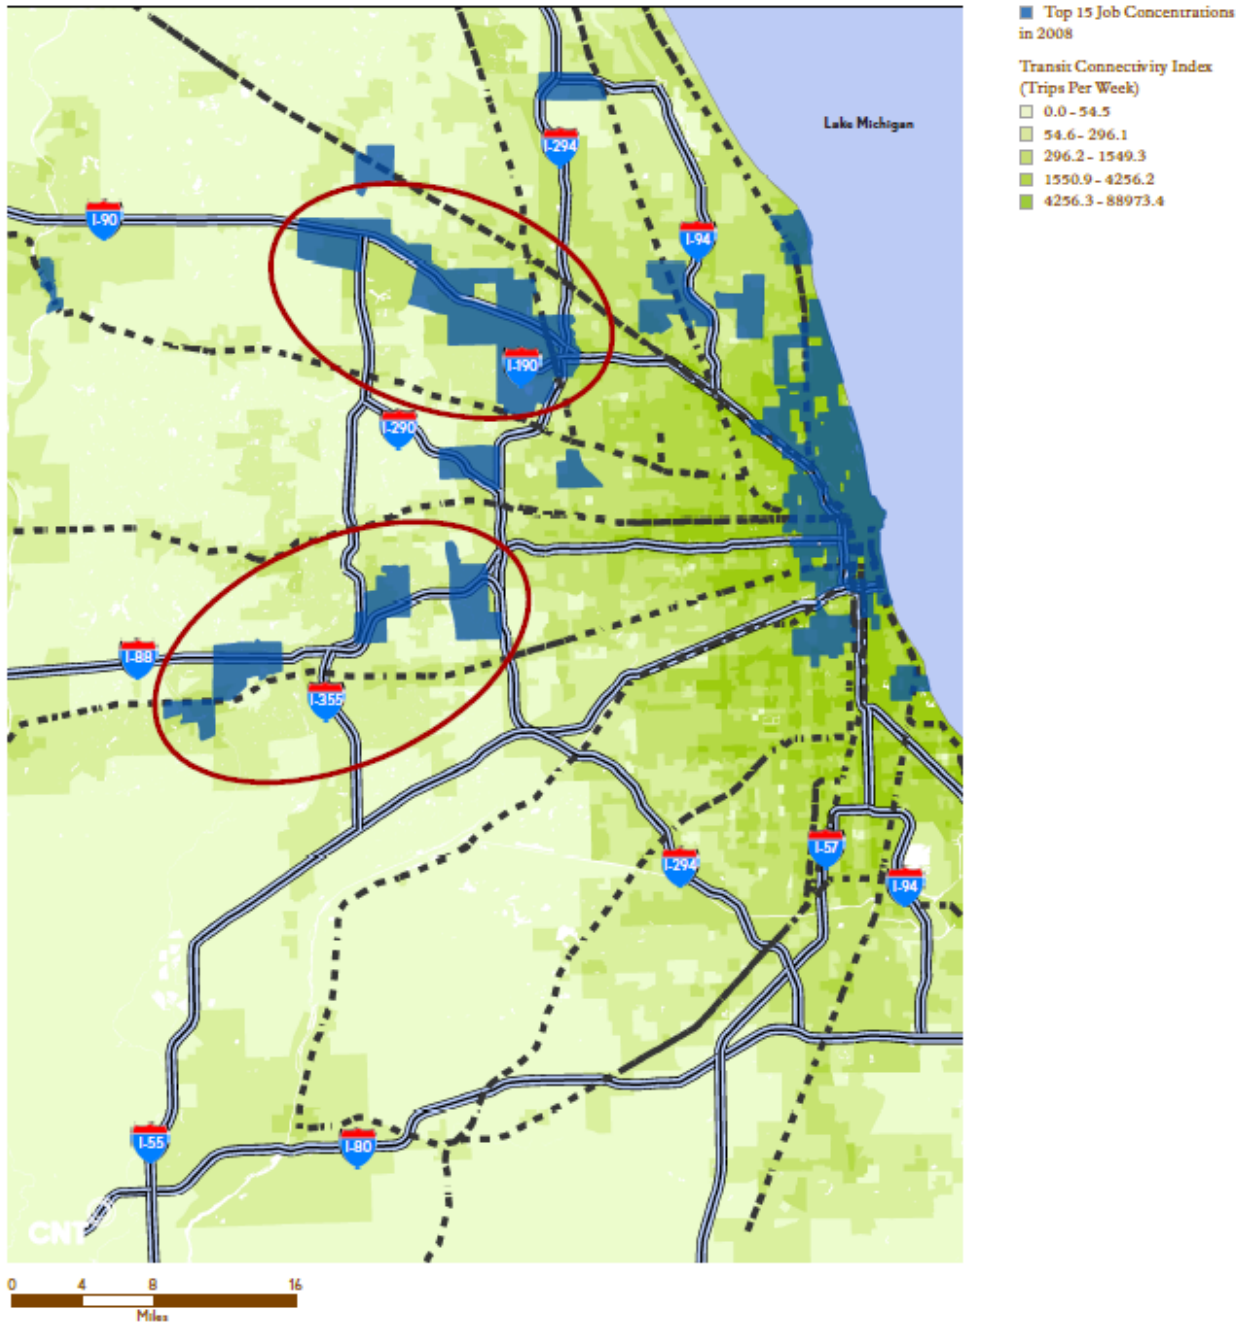 Top 15 Job Concentrations
in 2008
Transit Connectivity Index
(Trips Per Week)
0.0 - 54.5
54.6 - 296.1
296.2 - 1549.3
1550.9 - 4256.2
4256.3 - 88973.4
Lake Michigan
I-294
I-90
I-94
I-190
I-290
I-88
I-355
I-57
I-294
I-94
I-55
I-80
CNT
0 4 8 16
Miles